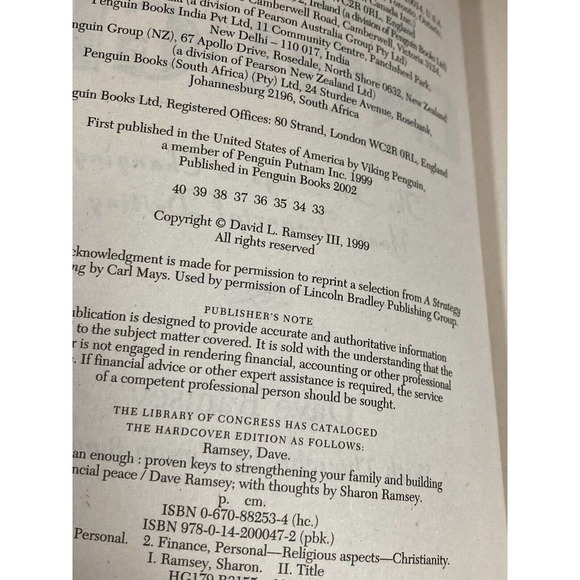 2, Ireland (a division of Penguin Books Ltd)
Camberwell Road, Camberwell, Victoria 3124,
(a division of Pearson Australia Group Pty Ltd)
Penguin Books India Pvt Ltd, 11 Community Centre, Panchsheel Park,
New Delhi – 110 017, India
nguin Group (NZ), 67 Apollo Drive, Rosedale, North Shore 0632, New Zealand
(a division of Pearson New Zealand Ltd)
Penguin Books (South Africa) (Pty) Ltd, 24 Sturdee Avenue, Rosebank,
Johannesburg 2196, South Africa
guin Books Ltd, Registered Offices: 80 Strand, London WC2R 0RL, England
First published in the United States of America by Viking Penguin,
a member of Penguin Putnam Inc. 1999
Published in Penguin Books 2002
40 39 38 37 36 35 34 33
Copyright © David L. Ramsey III, 1999
All rights reserved
cknowledgment is made for permission to reprint a selection from A Strategy
ng by Carl Mays. Used by permission of Lincoln Bradley Publishing Group.
PUBLISHER'S NOTE
ublication is designed to provide accurate and authoritative information
to the subject matter covered. It is sold with the understanding that the
r is not engaged in rendering financial, accounting or other professional
. If financial advice or other expert assistance is required, the service
of a competent professional person should be sought.
THE LIBRARY OF CONGRESS HAS CATALOGED
THE HARDCOVER EDITION AS FOLLOWS:
Ramsey, Dave.
an enough : proven keys to strengthening your family and building
ncial peace / Dave Ramsey; with thoughts by Sharon Ramsey.
p. cm.
ISBN 0-670-88253-4 (hc.)
ISBN 978-0-14-200047-2 (pbk.)
Personal. 2. Finance, Personal—Religious aspects—Christianity.
I. Ramsey, Sharon. II. Title